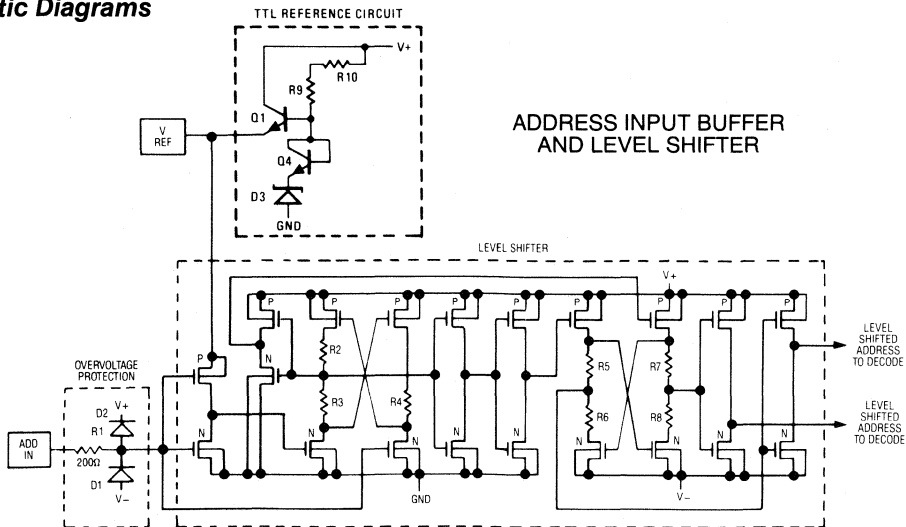 tic Diagrams
TTL REFERENCE CIRCUIT
V+
R10
R9
Q1
V
REF
Q4
D3
GND
ADDRESS INPUT BUFFER
AND LEVEL SHIFTER
LEVEL SHIFTER
V+
P
P
P
P
P
P
P
P
P
R2
R5
R7
LEVEL
SHIFTED
ADDRESS
TO DECODE
OVERVOLTAGE
PROTECTION
P
N
V+
D2
R3
R4
R6
R8
LEVEL
SHIFTED
ADDRESS
TO DECODE
ADD
IN
R1
200Ω
D1
V−
N
N
N
N
N
N
N
N
N
GND
V−